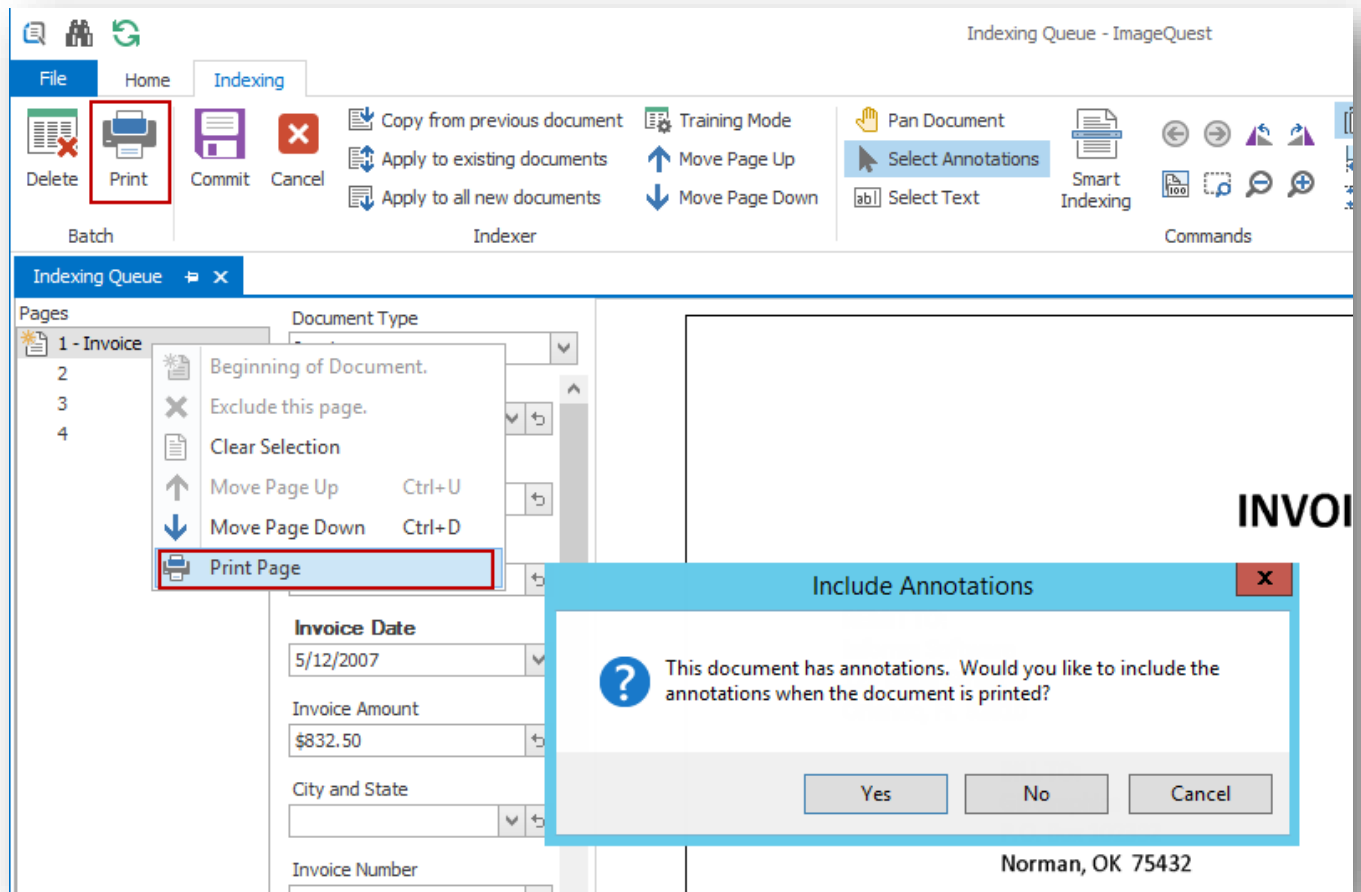 Indexing Queue - ImageQuest
File Home Indexing
Delete Print Commit Cancel
Copy from previous document
Apply to existing documents
Apply to all new documents
Training Mode
Move Page Up
Move Page Down
Pan Document
Select Annotations
ab Select Text
Smart
Indexing
100
Batch Indexer Commands
Indexing Queue
Pages
1 - Invoice
2
3
4
Beginning of Document.
Exclude this page.
Clear Selection
Move Page Up Ctrl+U
Move Page Down Ctrl+D
Print Page
Document Type
Invoice Date
5/12/2007
Invoice Amount
$832.50
City and State
Invoice Number
INVOI
Include Annotations
x
This document has annotations. Would you like to include the
annotations when the document is printed?
Yes No Cancel
Norman, OK 75432